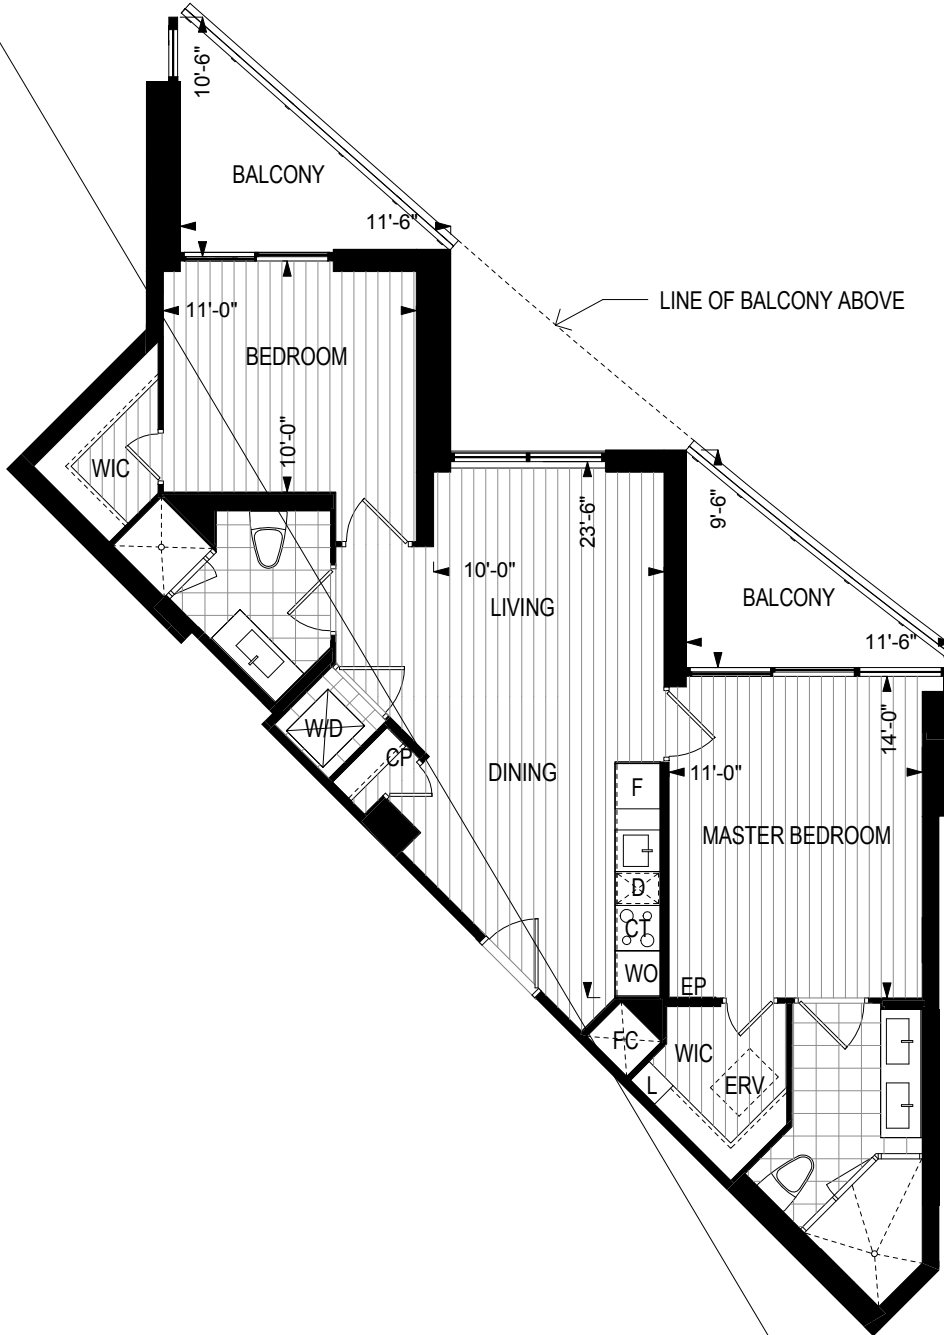 10'-6"
BALCONY
11'-6"
LINE OF BALCONY ABOVE
11'-0"
BEDROOM
10'-0"
WIC
23'-6"
9'-6"
10'-0"
LIVING
BALCONY
11'-6"
W/D
14'-0"
CP
DINING
11'-0"
F
MASTER BEDROOM
D
CT
WO
EP
FC
WIC
L
ERV